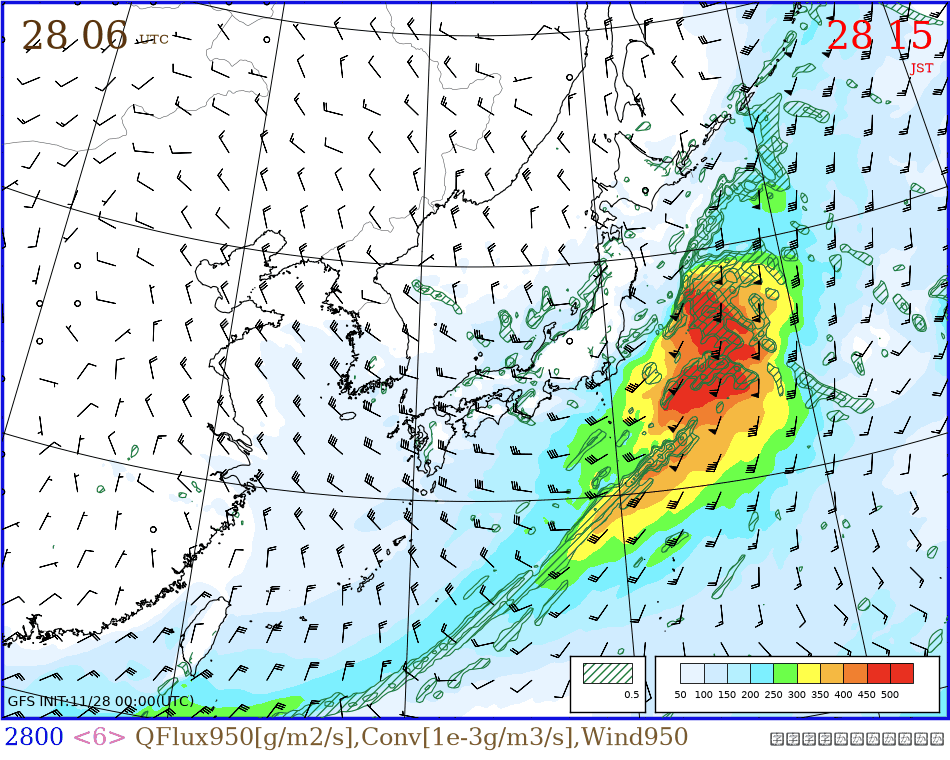 28 06 UTC
28 15
JST
0.5
50 100 150 200 250 300 350 400 450 500
GFS INIT:11/28 00:00(UTC)
2800 <6> QFlux950[g/m2/s],Conv[1e-3g/m3/s],Wind950